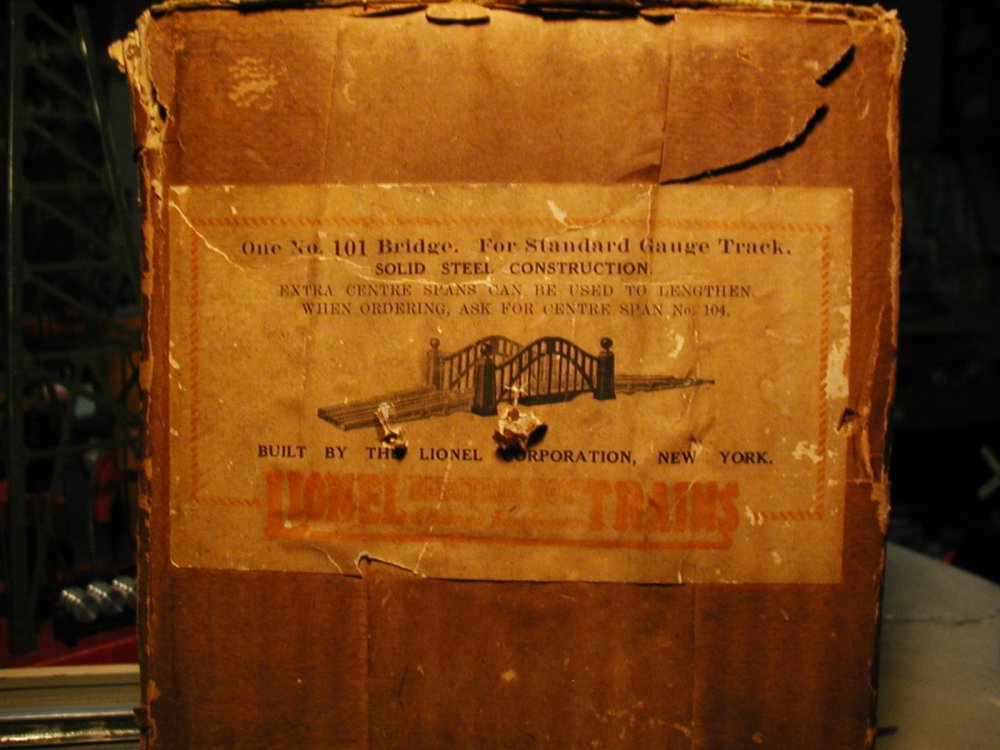 One No. 101 Bridge. For Standard Gauge Track.
SOLID STEEL CONSTRUCTION.
EXTRA CENTRE SPANS CAN BE USED TO LENGTHEN.
WHEN ORDERING, ASK FOR CENTRE SPAN No. 104.
BUILT BY THE LIONEL CORPORATION, NEW YORK.
LIONEL TRAINS